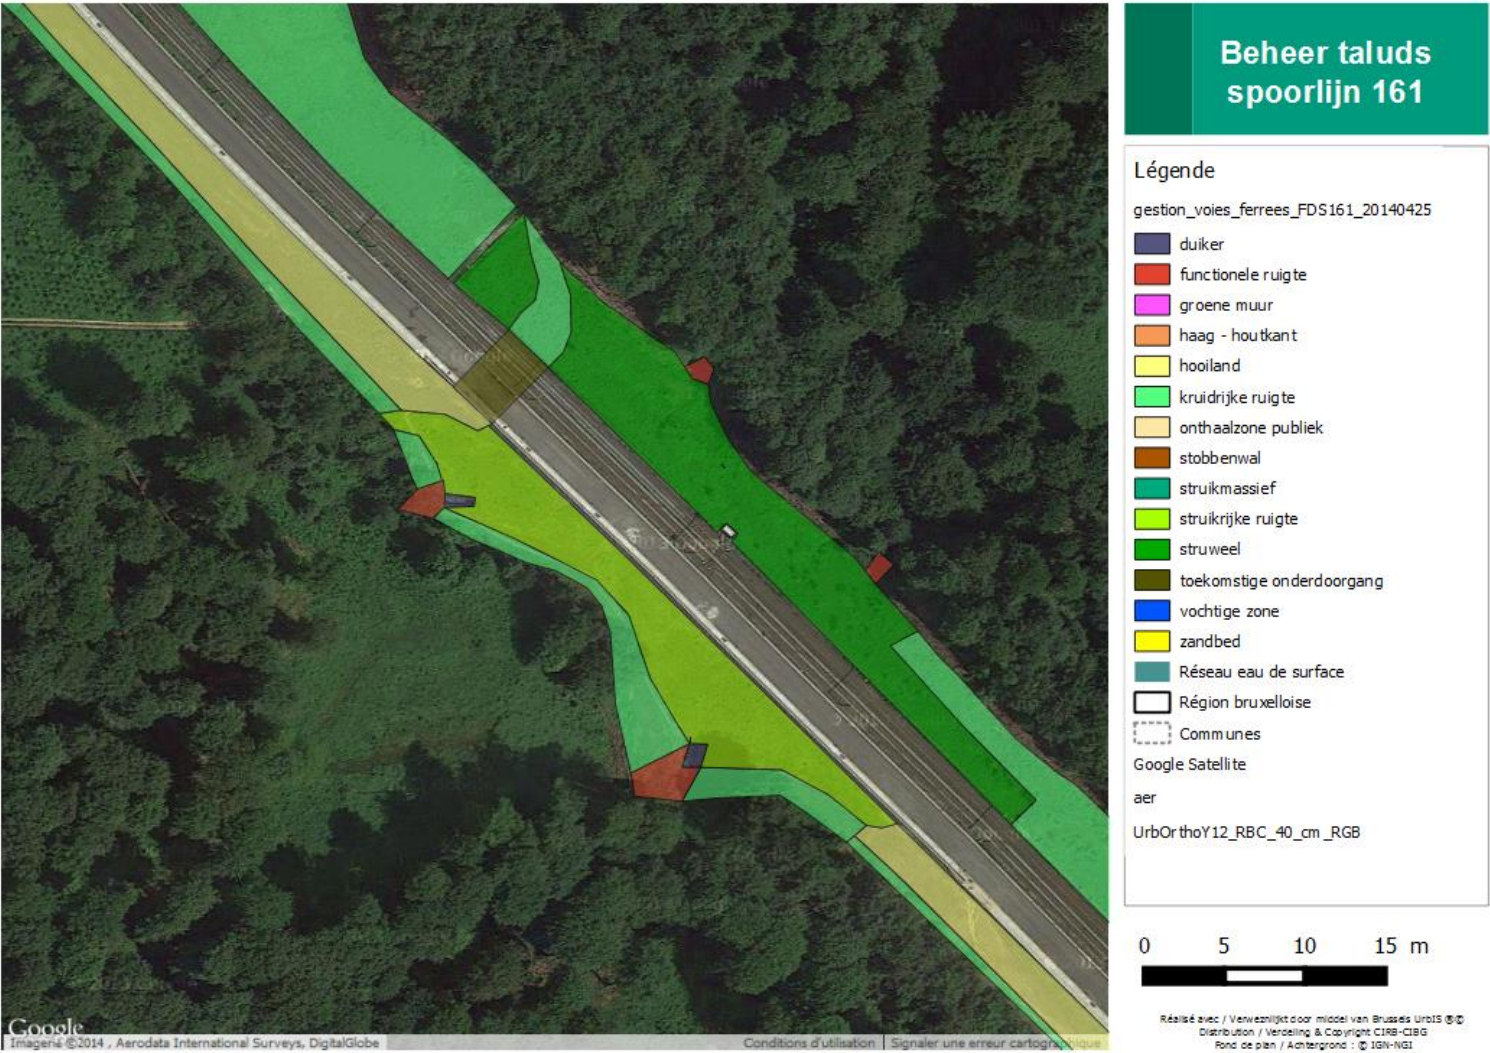 Beheer taluds
spoorlijn 161
Légende
gestion_voies_ferrees_FDS161_20140425
duiker
functionele ruigte
groene muur
haag - houtkant
hooiland
kruidrijke ruigte
onthaalzone publiek
stobbenwal
struikmassief
struikrijke ruigte
struweel
toekomstige onderdoorgang
vochtige zone
zandbed
Réseau eau de surface
Région bruxelloise
Communes
Google Satellite
aer
UrbOrthoY12_RBC_40_cm_RGB
0 5 10 15 m
Réalisé avec / Verwezenlijkt door middel van Brussels UrbIS ®©
Distribution / Verdeling & Copyright CIRB-CIBG
Fond de plan / Achtergrond : © IGN-NGI
Google
Imagerie ©2014 , Aerodata International Surveys, DigitalGlobe
Conditions d'utilisation
Signaler une erreur cartographique